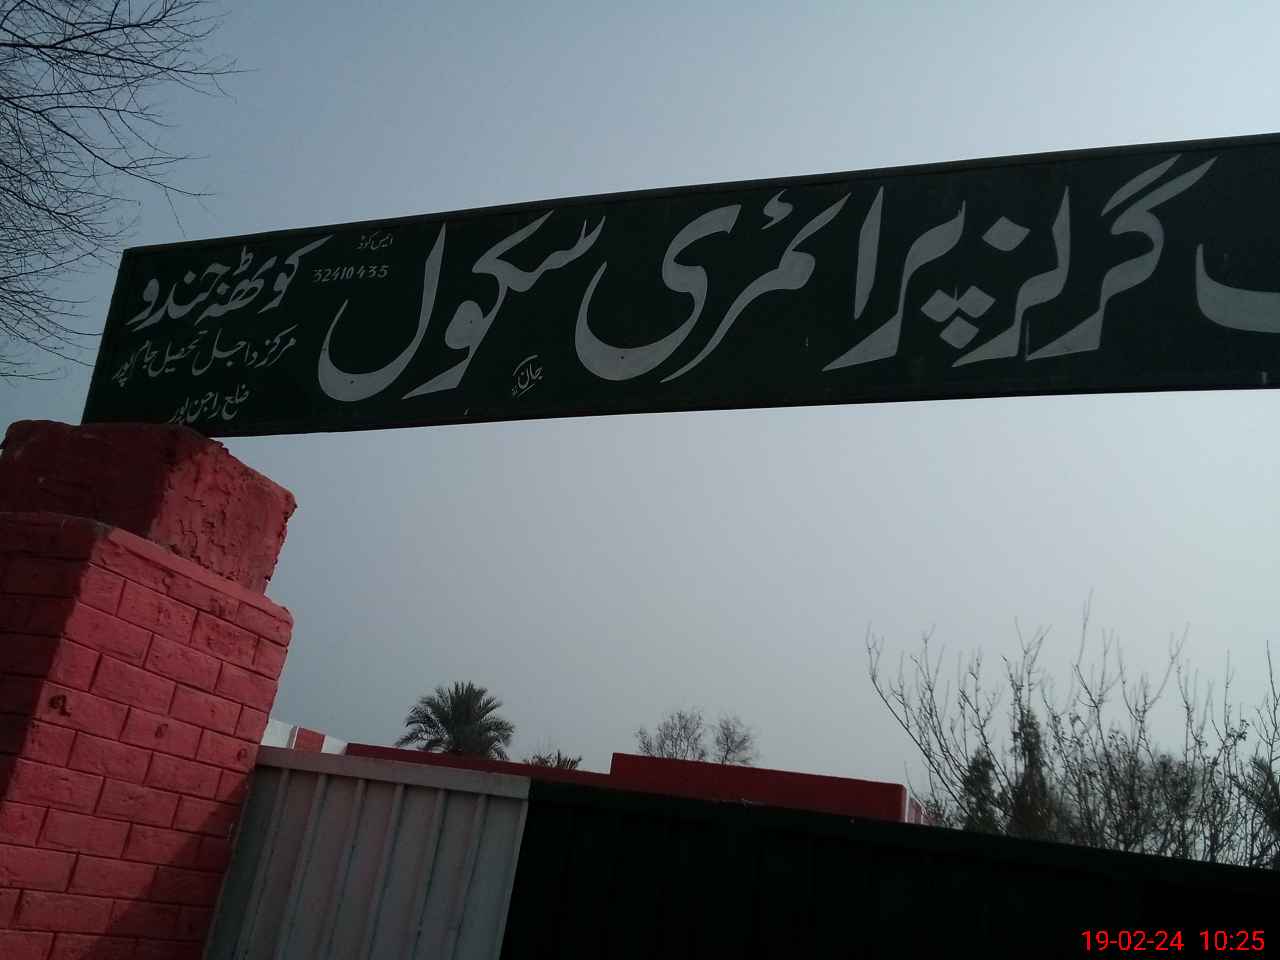 گرلز پرائمری سکول
ایس کوڈ
32410435
کوٹھہ جندو
مرکز داجل تحصیل جام پور
ضلع راجن پور
19-02-24 10:25